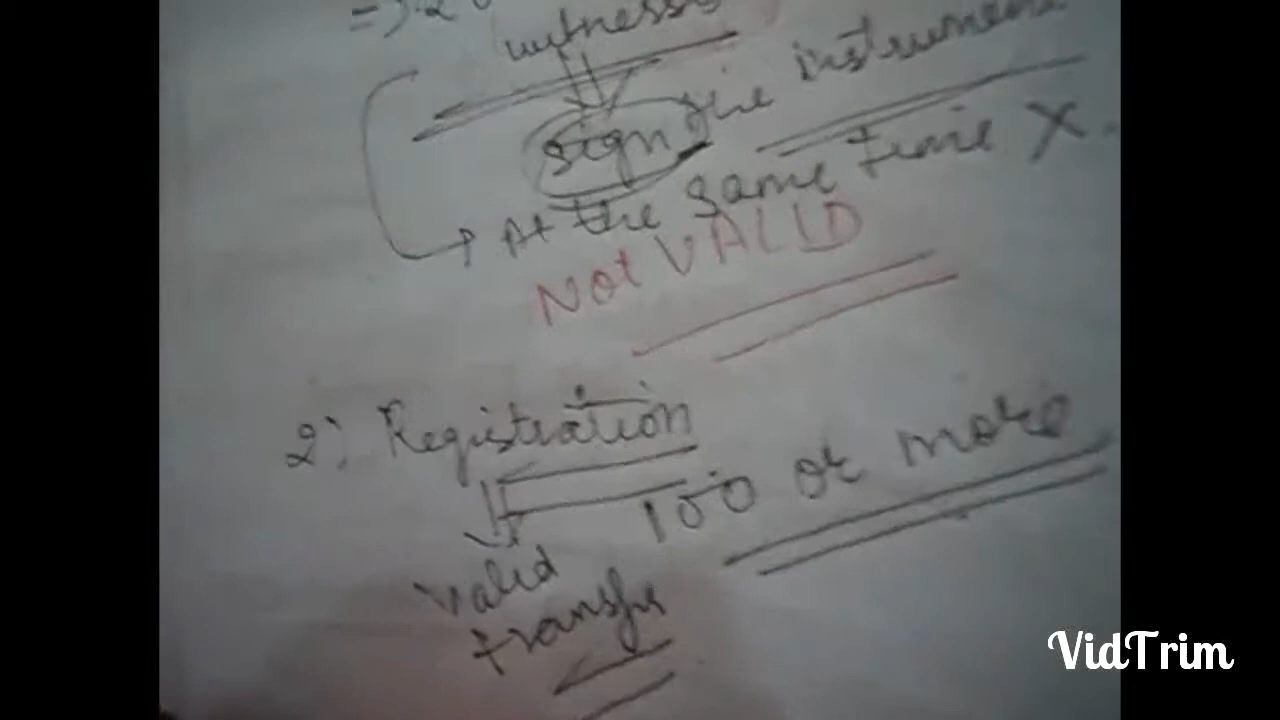 witness
sign the instrument
At the same time X.
Not VALID
2) Registration
100 or more
valid
transfer
VidTrim